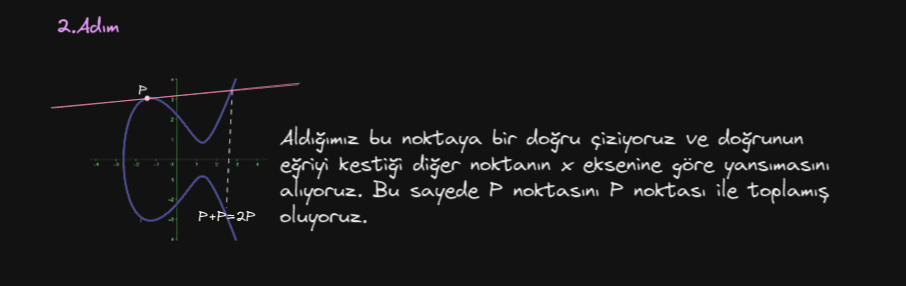 2.Adım
P
Aldığımız bu noktaya bir doğru çiziyoruz ve doğrunun
eğriyi kestiği diğer noktanın x eksenine göre yansımasını
alıyoruz. Bu sayede P noktasını P noktası ile toplamış
oluyoruz.
P+P=2P